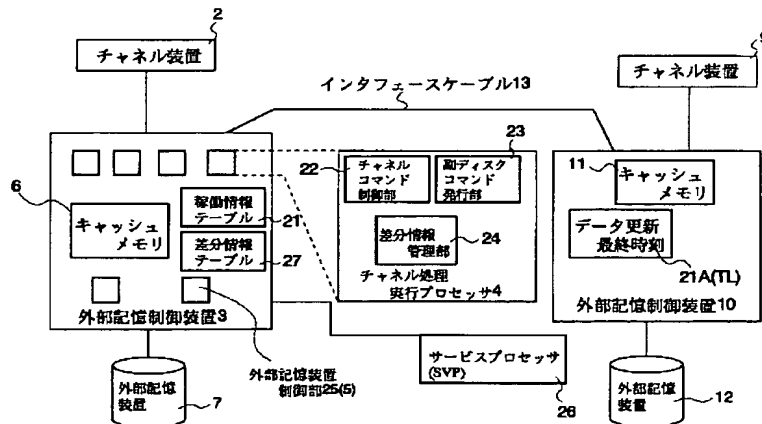 2
チャネル装置
9
チャネル装置
インタフェースケーブル13
23
22
チャネル
コマンド
制御部
副ディスク
コマンド
発行部
11
キャッシュ
メモリ
6
キャッシュ
メモリ
稼働情報
テーブル
21
差分情報
テーブル
27
差分情報
管理部
24
チャネル処理
実行プロセッサ4
データ更新
最終時刻
21A(TL)
外部記憶制御装置3
外部記憶制御装置10
外部記憶
装置
7
外部記憶装置
制御部25(5)
サービスプロセッサ
(SVP)
26
外部記憶
装置
12